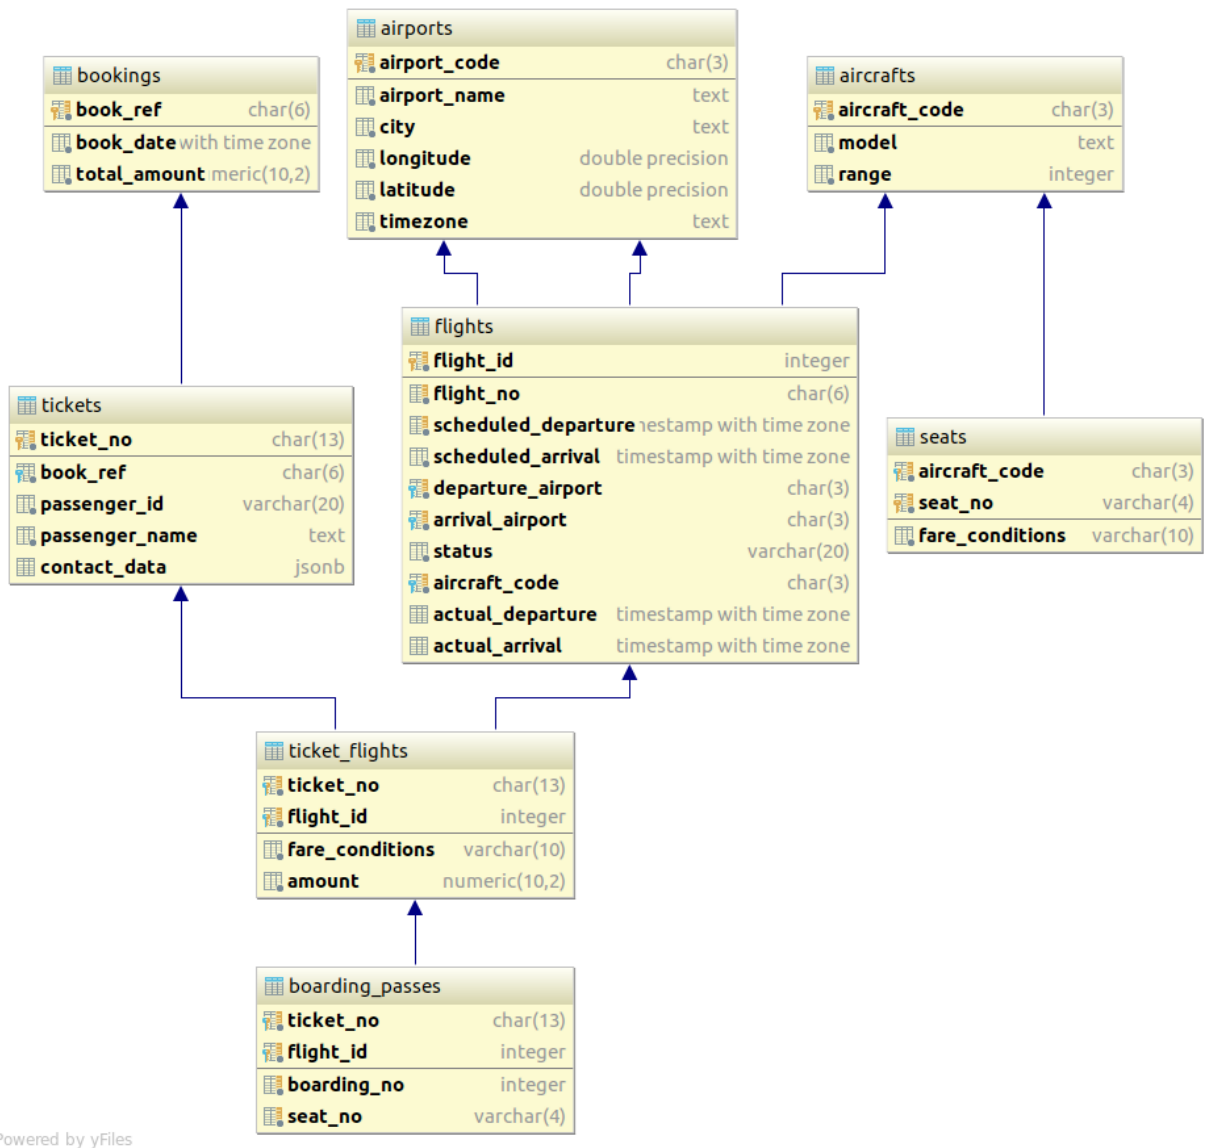 airports
airport_code char(3)
airport_name text
city text
longitude double precision
latitude double precision
timezone text
bookings
book_ref char(6)
book_date with time zone
total_amount meric(10,2)
aircrafts
aircraft_code char(3)
model text
range integer
flights
flight_id integer
flight_no char(6)
scheduled_departure nestamp with time zone
scheduled_arrival timestamp with time zone
departure_airport char(3)
arrival_airport char(3)
status varchar(20)
aircraft_code char(3)
actual_departure timestamp with time zone
actual_arrival timestamp with time zone
tickets
ticket_no char(13)
book_ref char(6)
passenger_id varchar(20)
passenger_name text
contact_data jsonb
seats
aircraft_code char(3)
seat_no varchar(4)
fare_conditions varchar(10)
ticket_flights
ticket_no char(13)
flight_id integer
fare_conditions varchar(10)
amount numeric(10,2)
boarding_passes
ticket_no char(13)
flight_id integer
boarding_no integer
seat_no varchar(4)
Powered by yFiles